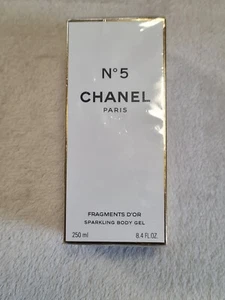 N°5
CHANEL
PARIS
FRAGMENTS D'OR
SPARKLING BODY GEL
250 ml 8.4 FL.OZ.